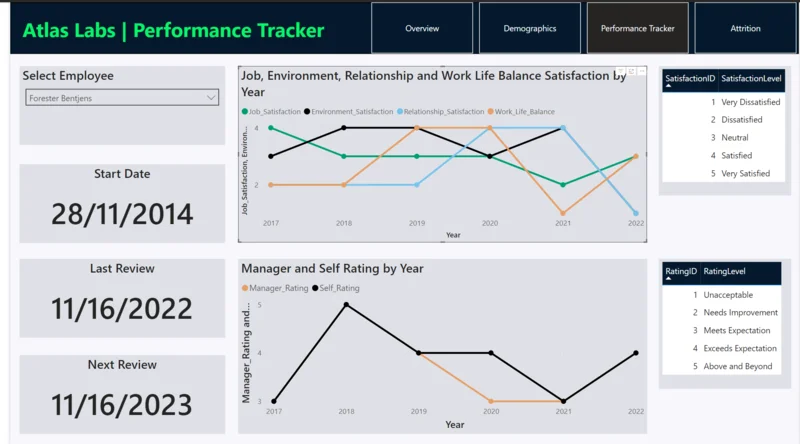 Atlas Labs | Performance Tracker
Overview
Demographics
Performance Tracker
Attrition
Select Employee
Forester Bentjens
Start Date
28/11/2014
Last Review
11/16/2022
Next Review
11/16/2023
Job, Environment, Relationship and Work Life Balance Satisfaction by
Year
Job_Satisfaction Environment_Satisfaction Relationship_Satisfaction Work_Life_Balance
Job_Satisfaction, Environ...
4
2
2017 2018 2019 2020 2021 2022
Year
Manager and Self Rating by Year
Manager_Rating Self_Rating
Manager_Rating and...
5
4
3
2017 2018 2019 2020 2021 2022
Year
SatisfactionID SatisfactionLevel
1 Very Dissatisfied
2 Dissatisfied
3 Neutral
4 Satisfied
5 Very Satisfied
RatingID RatingLevel
1 Unacceptable
2 Needs Improvement
3 Meets Expectation
4 Exceeds Expectation
5 Above and Beyond